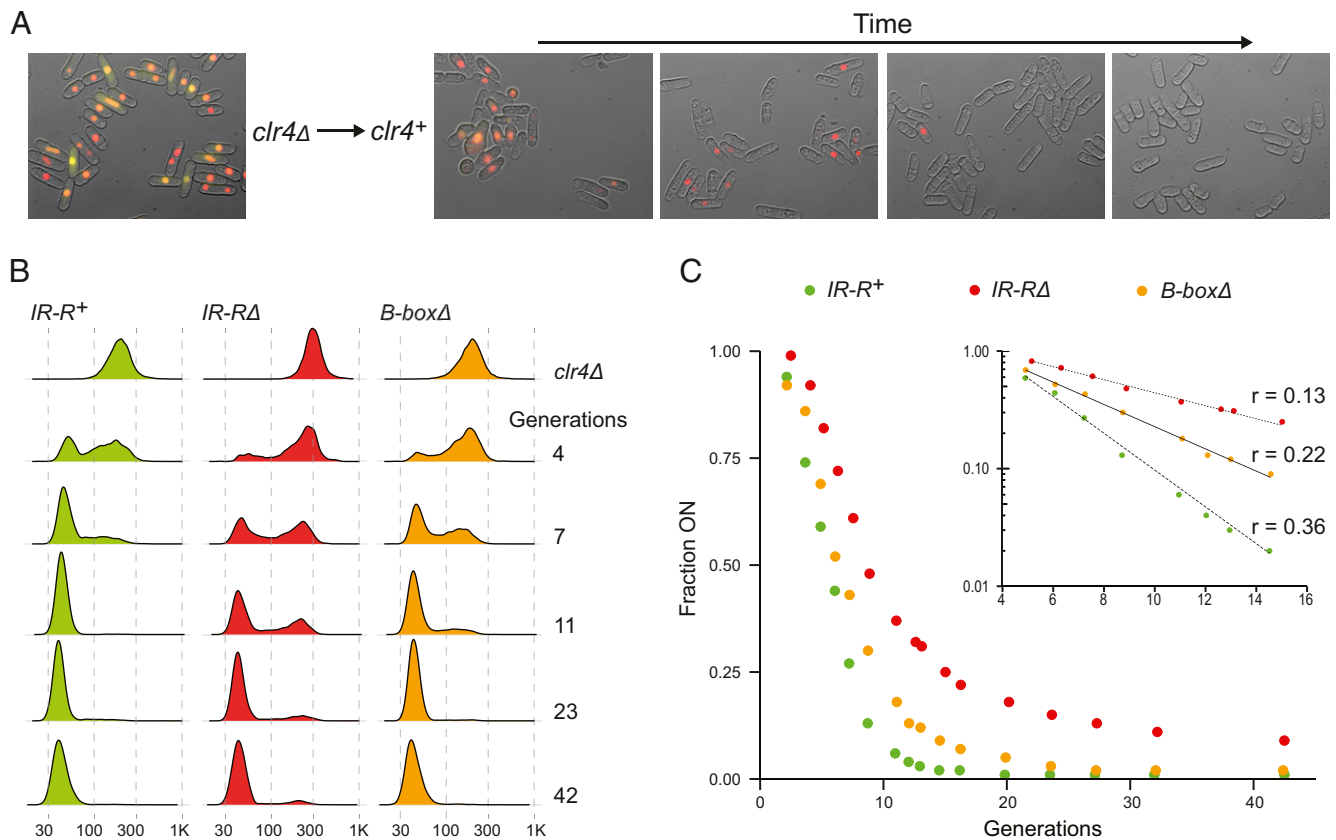 A
Time
clr4Δ → clr4⁺
B
IR-R⁺ IR-RΔ B-boxΔ
clr4Δ
Generations
4
7
11
23
42
30 100 300 1K 30 100 300 1K 30 100 300 1K
C
IR-R⁺ IR-RΔ B-boxΔ
1.00
0.75
0.50
0.25
0.00
Fraction ON
0 10 20 30 40
Generations
1.00
0.10
0.01
4 6 8 10 12 14 16
r = 0.13
r = 0.22
r = 0.36